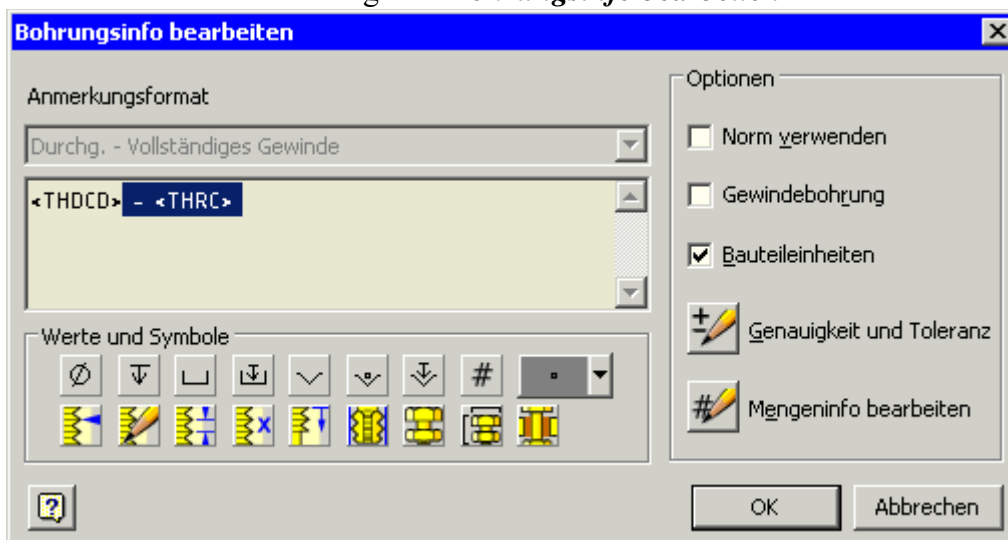 Bohrungsinfo bearbeiten
Anmerkungsformat
Durchg. - Vollständiges Gewinde
<THDCD> - <THRC>
Werte und Symbole
#
Optionen
Norm verwenden
Gewindebohrung
Bauteileinheiten
Genauigkeit und Toleranz
Mengeninfo bearbeiten
OK
Abbrechen